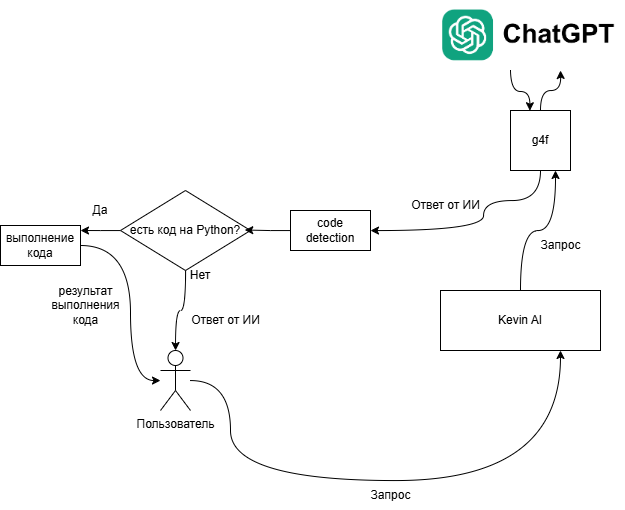 ChatGPT
g4f
Ответ от ИИ
Да
есть код на Python?
code
detection
выполнение
кода
Запрос
Нет
результат
выполнения
кода
Ответ от ИИ
Kevin AI
Пользователь
Запрос